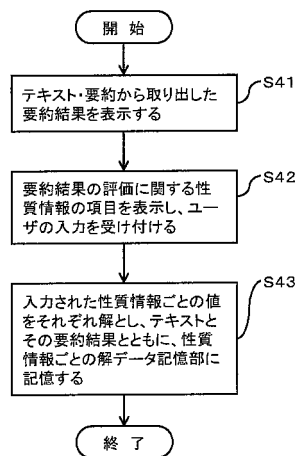 開 始
S41
テキスト・要約から取り出した
要約結果を表示する
S42
要約結果の評価に関する性
質情報の項目を表示し、ユー
ザの入力を受け付ける
S43
入力された性質情報ごとの値
をそれぞれ解とし、テキストと
その要約結果とともに、性質
情報ごとの解データ記憶部に
記憶する
終 了